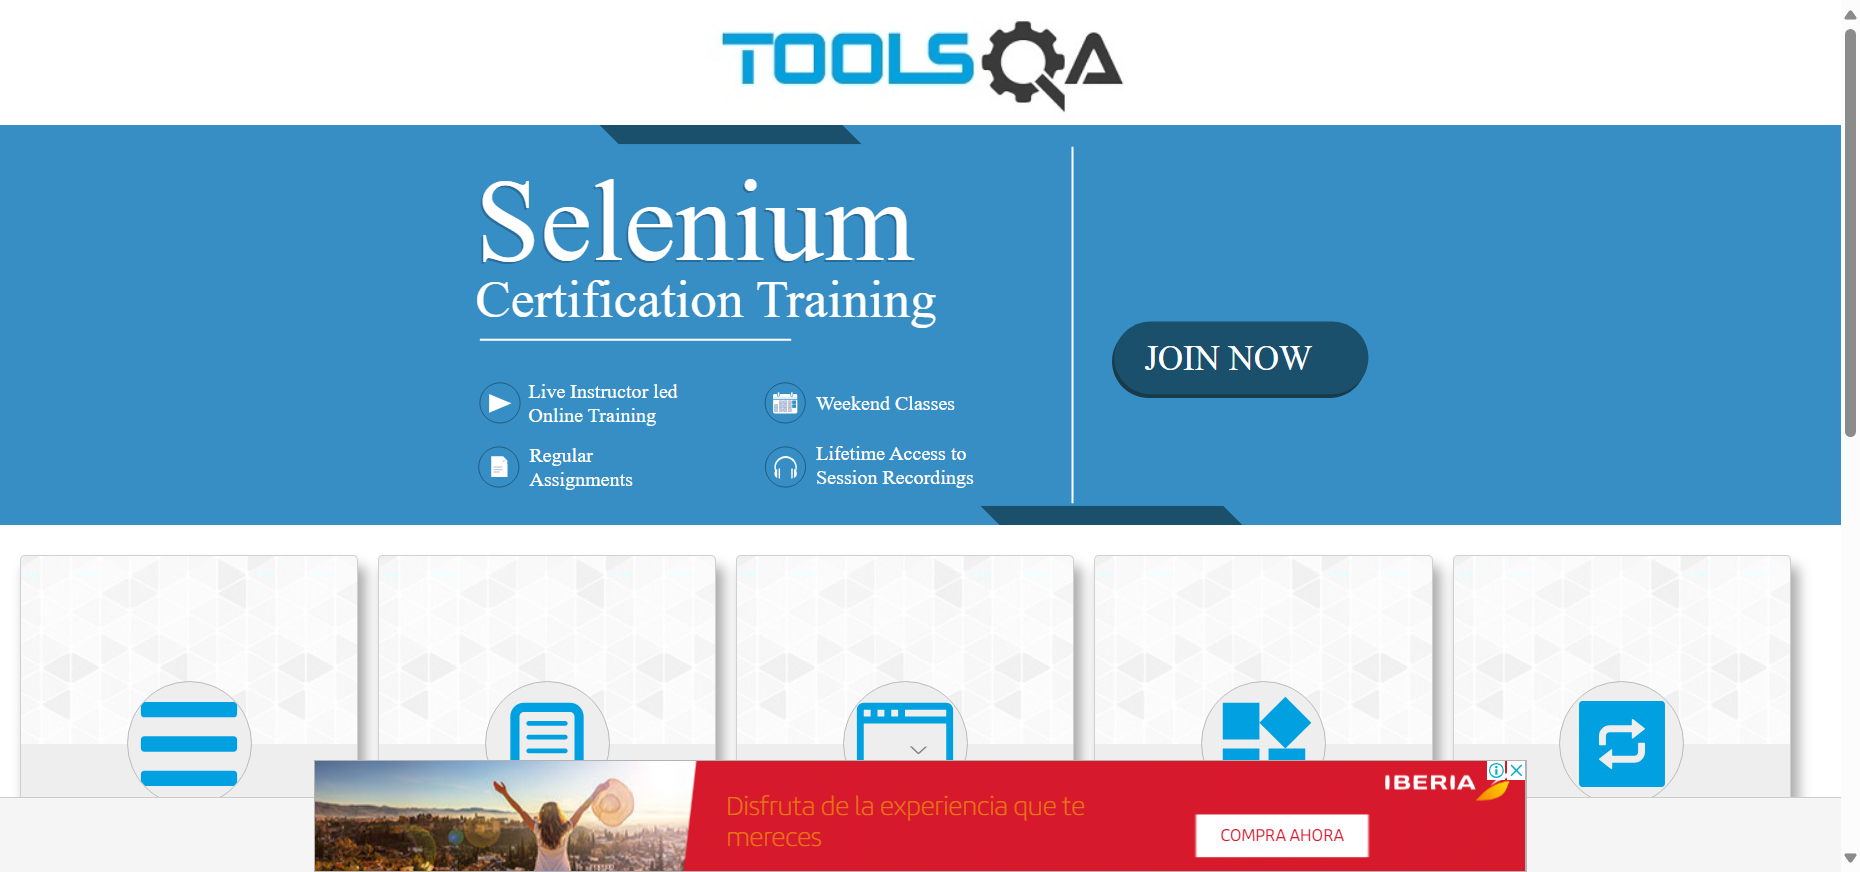 TOOLSQA
Selenium
Certification Training
JOIN NOW
Live Instructor led
Online Training
Weekend Classes
Regular
Assignments
Lifetime Access to
Session Recordings
IBERIA
Disfruta de la experiencia que te
mereces
COMPRA AHORA